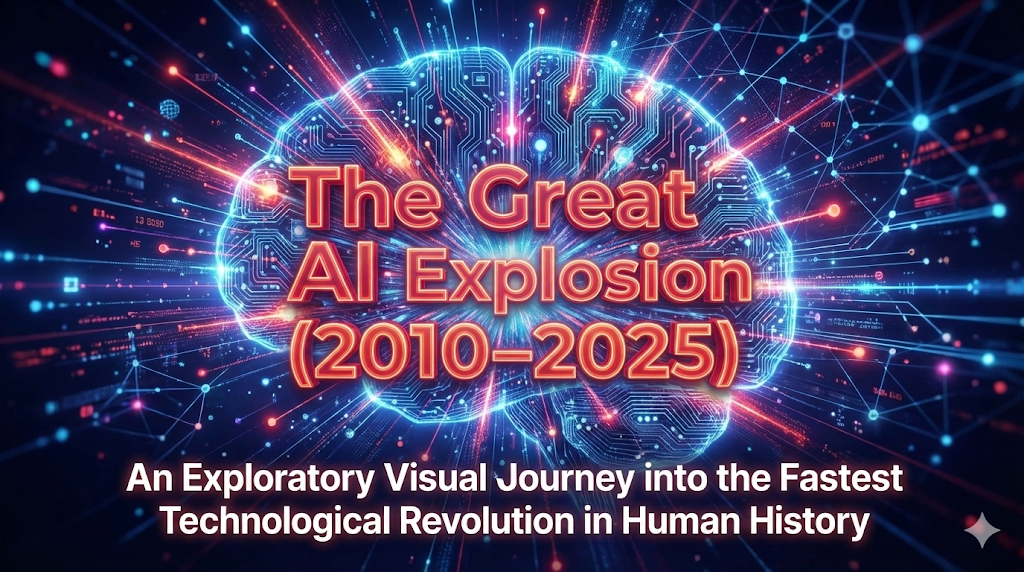 The Great
AI Explosion
(2010–2025)
An Exploratory Visual Journey into the Fastest
Technological Revolution in Human History